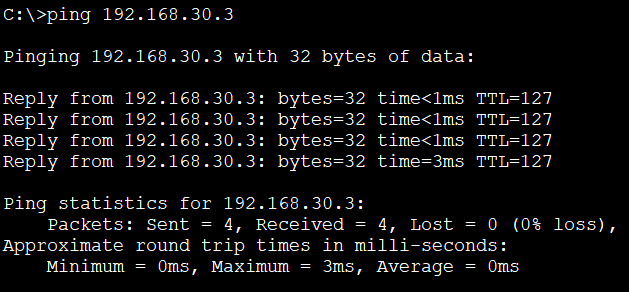 C:\>ping 192.168.30.3
Pinging 192.168.30.3 with 32 bytes of data:
Reply from 192.168.30.3: bytes=32 time<1ms TTL=127
Reply from 192.168.30.3: bytes=32 time<1ms TTL=127
Reply from 192.168.30.3: bytes=32 time<1ms TTL=127
Reply from 192.168.30.3: bytes=32 time=3ms TTL=127
Ping statistics for 192.168.30.3:
    Packets: Sent = 4, Received = 4, Lost = 0 (0% loss),
Approximate round trip times in milli-seconds:
    Minimum = 0ms, Maximum = 3ms, Average = 0ms